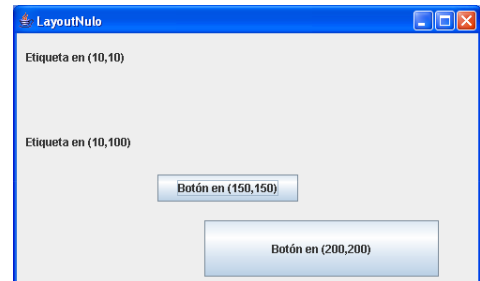 LayoutNulo
Etiqueta en (10,10)
Etiqueta en (10,100)
Botón en (150,150)
Botón en (200,200)